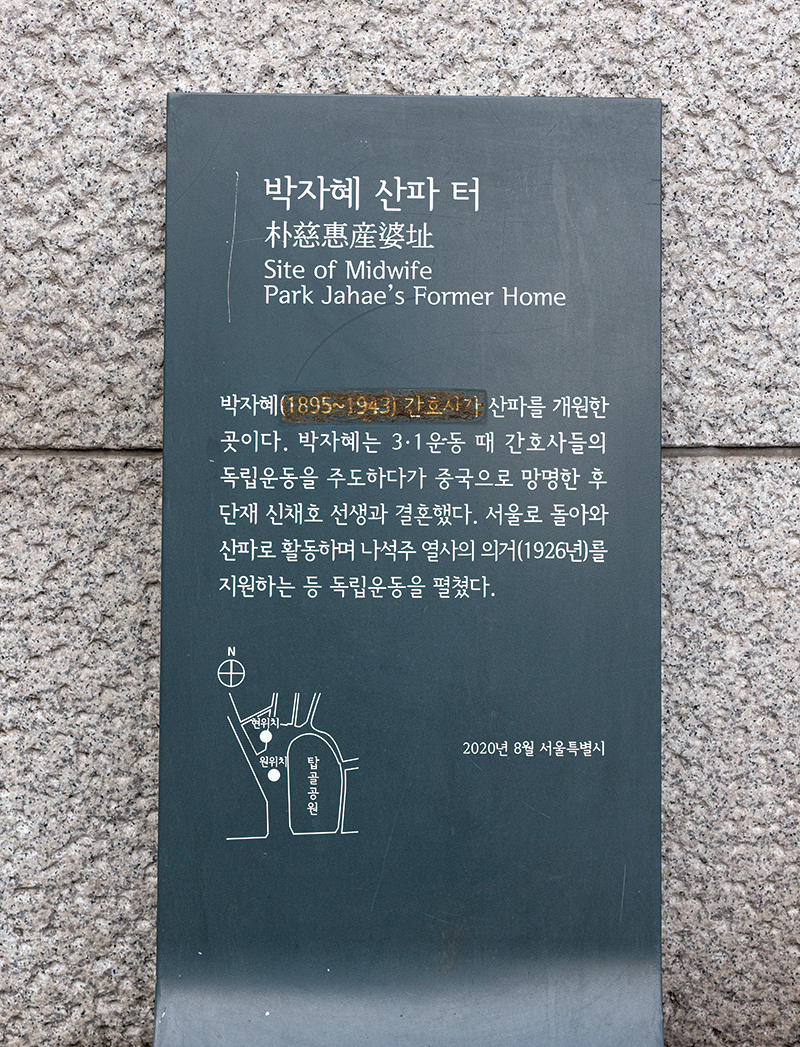 박자혜 산파 터
朴慈惠産婆址
Site of Midwife
Park Jahae's Former Home
박자혜(1895~1943) 간호사가 산파를 개원한
곳이다. 박자혜는 3·1운동 때 간호사들의
독립운동을 주도하다가 중국으로 망명한 후
단재 신채호 선생과 결혼했다. 서울로 돌아와
산파로 활동하며 나석주 열사의 의거(1926년)를
지원하는 등 독립운동을 펼쳤다.
N
현위치
원위치
탑골공원
2020년 8월 서울특별시